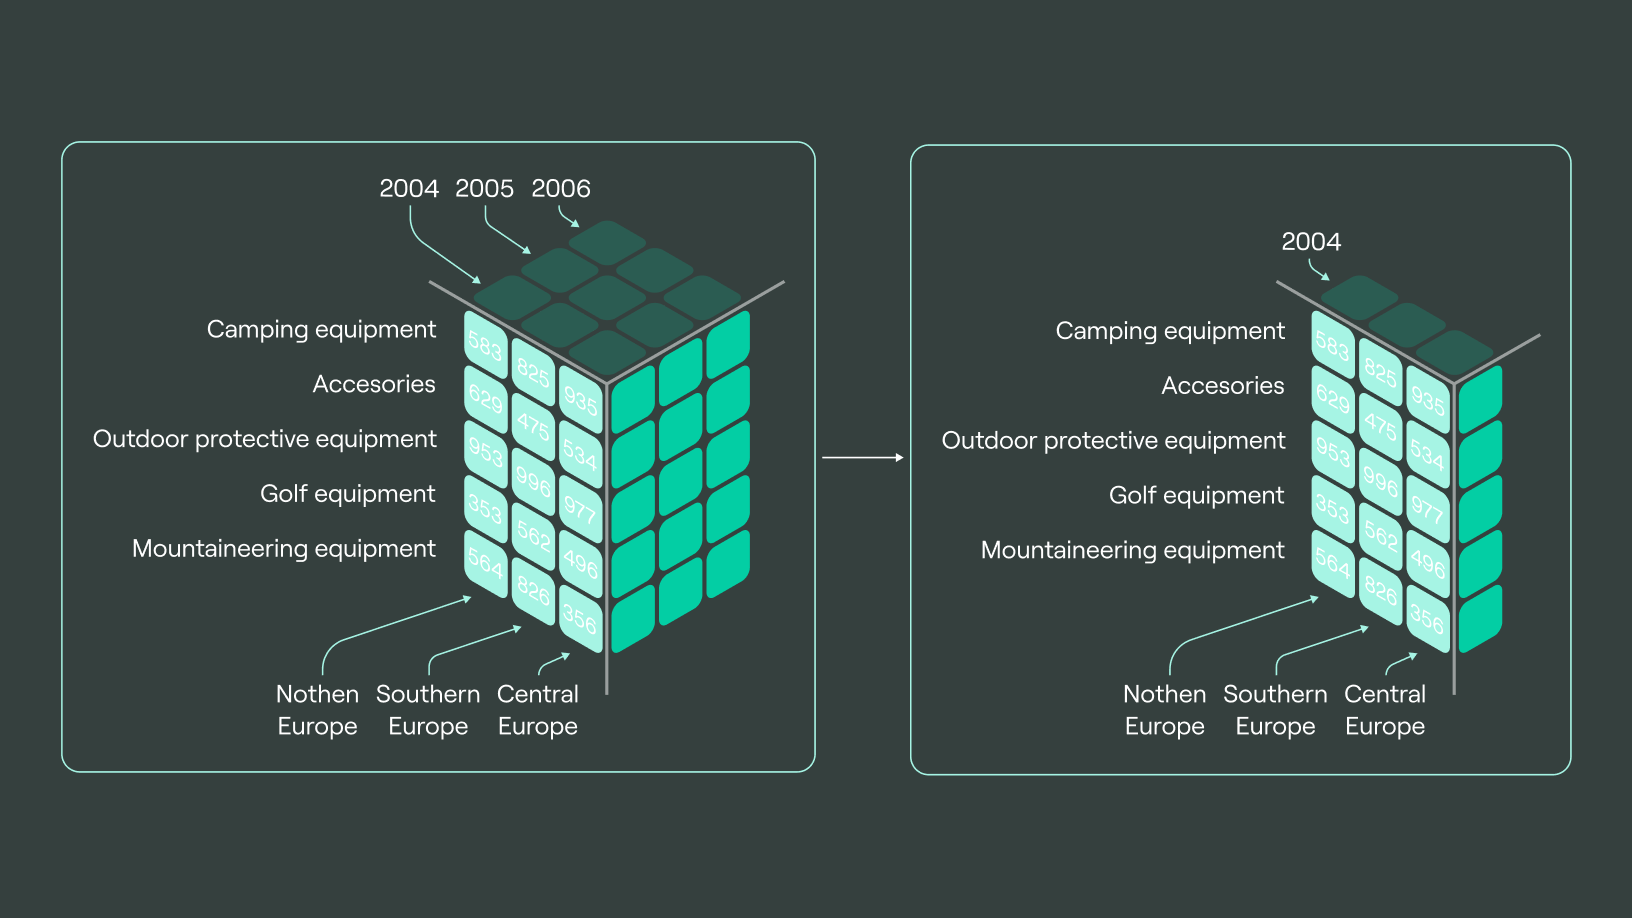 2004 2005 2006
Camping equipment
Accesories
Outdoor protective equipment
Golf equipment
Mountaineering equipment
583 825 935
629 475 534
953 996 977
353 562 496
564 826 356
Nothen Europe
Southern Europe
Central Europe
2004
Camping equipment
Accesories
Outdoor protective equipment
Golf equipment
Mountaineering equipment
583 825 935
629 475 534
953 996 977
353 562 496
564 826 356
Nothen Europe
Southern Europe
Central Europe